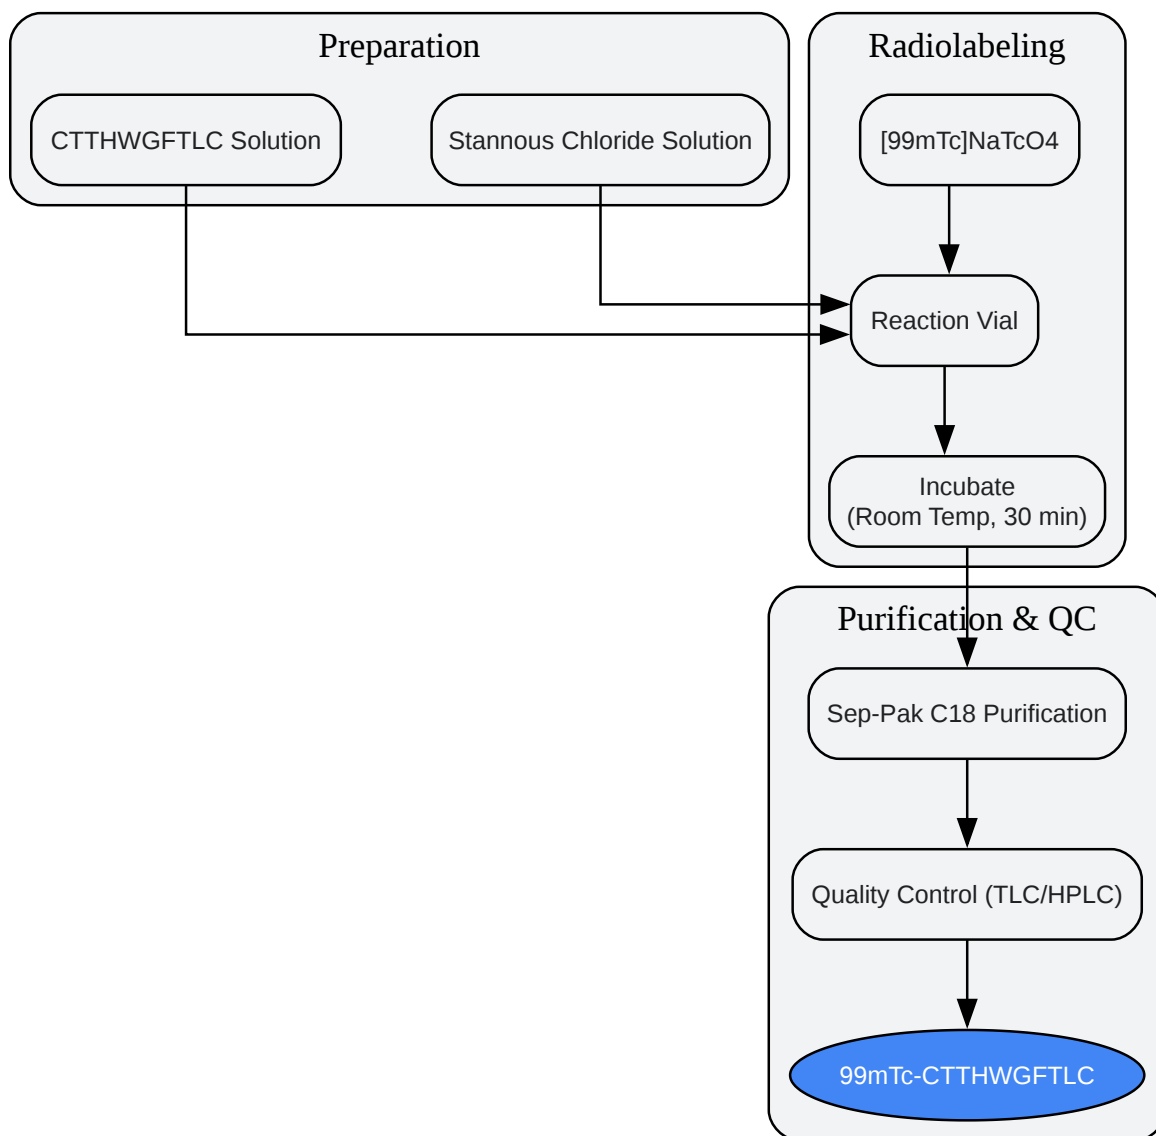 Preparation
Radiolabeling
CTTHWGFTLC Solution
Stannous Chloride Solution
[99mTc]NaTcO4
Reaction Vial
Incubate
(Room Temp, 30 min)
Purification & QC
Sep-Pak C18 Purification
Quality Control (TLC/HPLC)
99mTc-CTTHWGFTLC